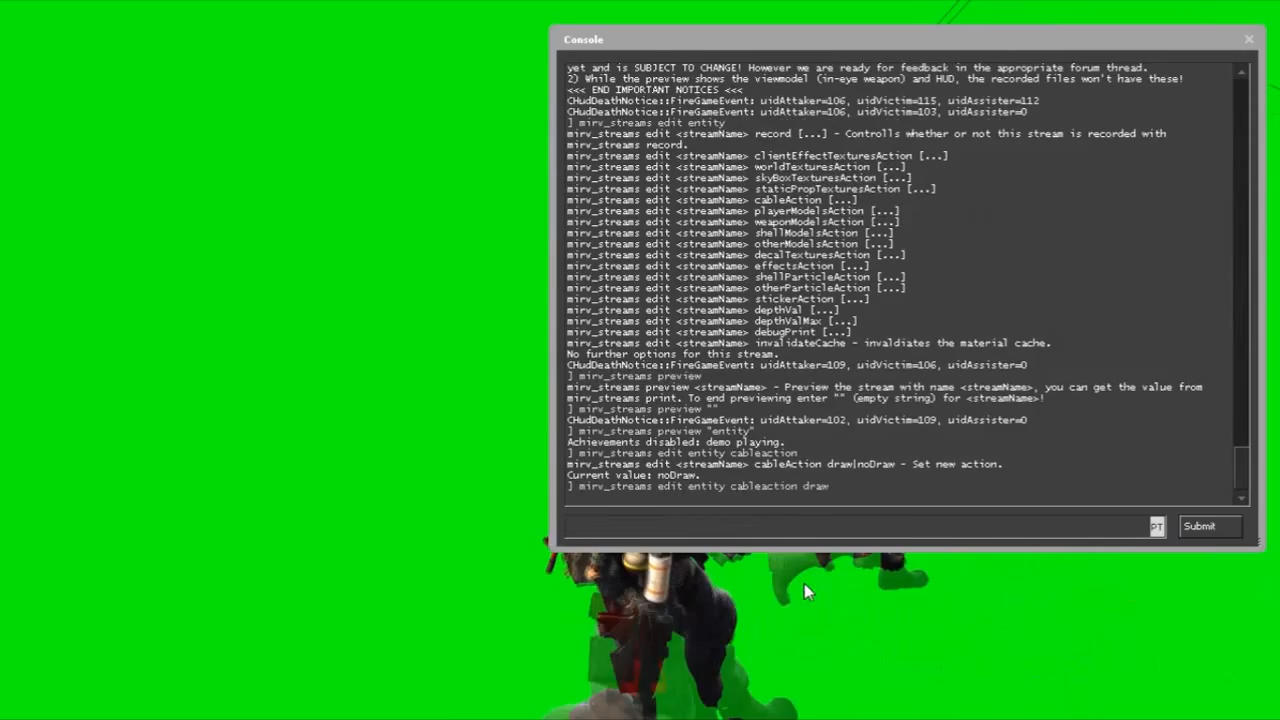 Console
yet and is SUBJECT TO CHANGE! However we are ready for feedback in the appropriate forum thread.
2) While the preview shows the viewmodel (in-eye weapon) and HUD, the recorded files won't have these!
<<< END IMPORTANT NOTICES <<<
CHudDeathNotice::FireGameEvent: uidAttaker=106, uidVictim=115, uidAssister=112
CHudDeathNotice::FireGameEvent: uidAttaker=106, uidVictim=103, uidAssister=0
] mirv_streams edit entity
mirv_streams edit <streamName> record [...] - Controlls whether or not this stream is recorded with
mirv_streams record.
mirv_streams edit <streamName> clientEffectTexturesAction [...]
mirv_streams edit <streamName> worldTexturesAction [...]
mirv_streams edit <streamName> skyBoxTexturesAction [...]
mirv_streams edit <streamName> staticPropTexturesAction [...]
mirv_streams edit <streamName> cableAction [...]
mirv_streams edit <streamName> playerModelsAction [...]
mirv_streams edit <streamName> weaponModelsAction [...]
mirv_streams edit <streamName> shellModelsAction [...]
mirv_streams edit <streamName> otherModelsAction [...]
mirv_streams edit <streamName> decalTexturesAction [...]
mirv_streams edit <streamName> effectsAction [...]
mirv_streams edit <streamName> shellParticleAction [...]
mirv_streams edit <streamName> otherParticleAction [...]
mirv_streams edit <streamName> stickerAction [...]
mirv_streams edit <streamName> depthVal [...]
mirv_streams edit <streamName> depthValMax [...]
mirv_streams edit <streamName> debugPrint [...]
mirv_streams edit <streamName> invalidateCache - invaldiates the material cache.
No further options for this stream.
CHudDeathNotice::FireGameEvent: uidAttaker=109, uidVictim=106, uidAssister=0
] mirv_streams preview
mirv_streams preview <streamName> - Preview the stream with name <streamName>, you can get the value from
mirv_streams print. To end previewing enter "" (empty string) for <streamName>!
] mirv_streams preview ""
CHudDeathNotice::FireGameEvent: uidAttaker=102, uidVictim=109, uidAssister=0
] mirv_streams preview "entity"
Achievements disabled: demo playing.
] mirv_streams edit entity cableaction
mirv_streams edit <streamName> cableAction draw|noDraw - Set new action.
Current value: noDraw.
] mirv_streams edit entity cableaction draw
PT
Submit